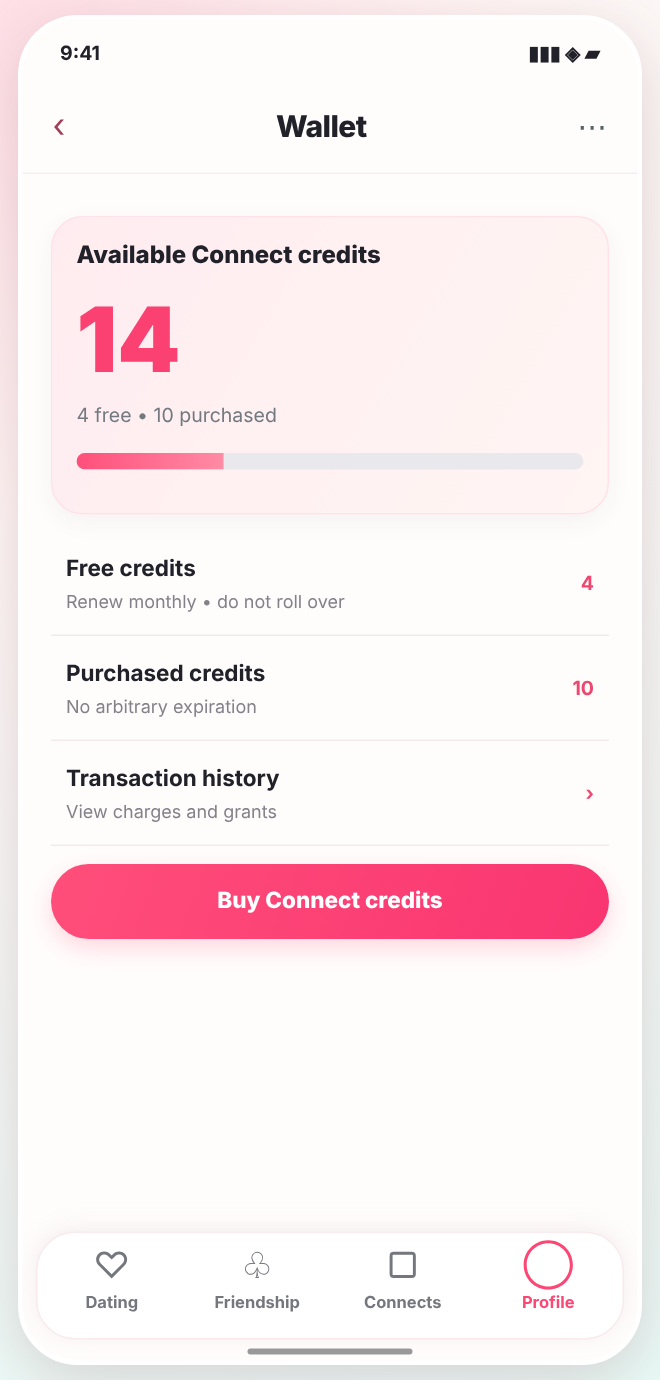 9:41
Wallet
Available Connect credits
14
4 free • 10 purchased
Free credits
4
Renew monthly • do not roll over
Purchased credits
10
No arbitrary expiration
Transaction history
View charges and grants
Buy Connect credits
Dating
Friendship
Connects
Profile